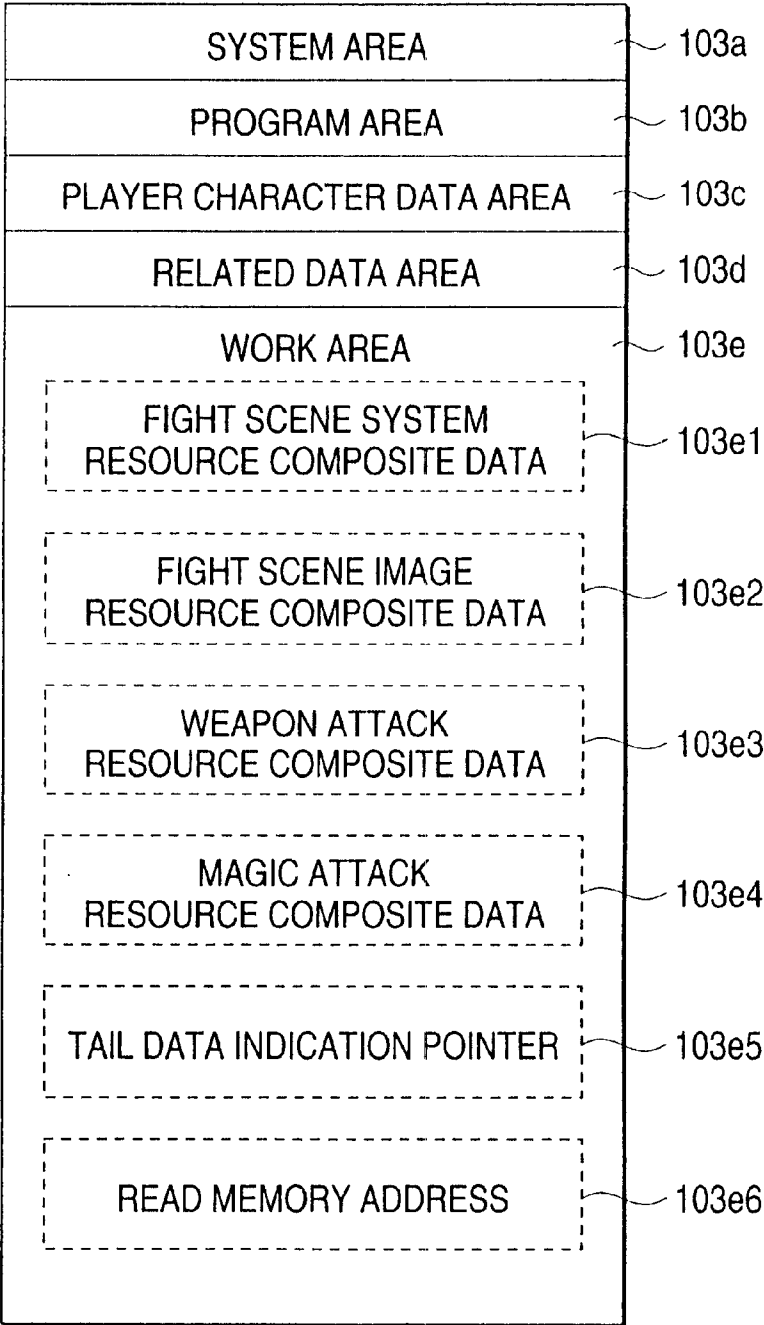 SYSTEM AREA 103a
PROGRAM AREA 103b
PLAYER CHARACTER DATA AREA 103c
RELATED DATA AREA 103d
WORK AREA 103e
FIGHT SCENE SYSTEM
RESOURCE COMPOSITE DATA 103e1
FIGHT SCENE IMAGE
RESOURCE COMPOSITE DATA 103e2
WEAPON ATTACK
RESOURCE COMPOSITE DATA 103e3
MAGIC ATTACK
RESOURCE COMPOSITE DATA 103e4
TAIL DATA INDICATION POINTER 103e5
READ MEMORY ADDRESS 103e6